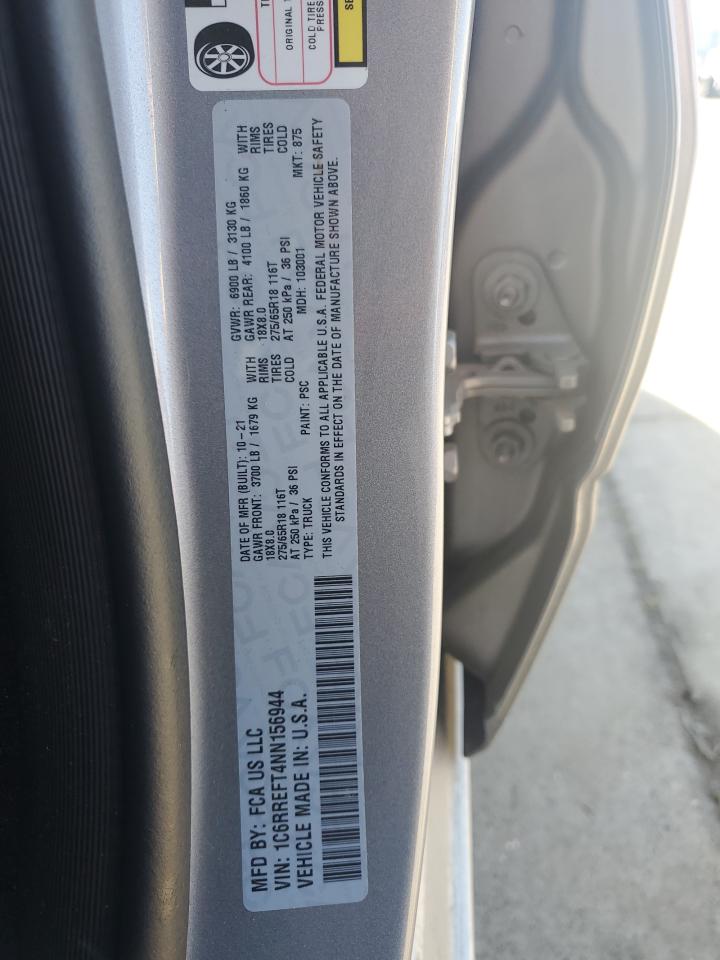 MFD BY: FCA US LLC
VIN: 1C6RREFT4NN156944
VEHICLE MADE IN: U.S.A.
DATE OF MFR (BUILT): 10-21 GVWR: 6900 LB / 3130 KG
GAWR FRONT: 3700 LB / 1679 KG WITH GAWR REAR: 4100 LB / 1860 KG WITH
18X8.0 RIMS 18X8.0 RIMS
275/65R18 116T TIRES 275/65R18 116T TIRES
AT 250 kPa / 36 PSI COLD AT 250 kPa / 36 PSI COLD
TYPE: TRUCK PAINT: PSC MDH: 103001 MKT: 875
THIS VEHICLE CONFORMS TO ALL APPLICABLE U.S.A. FEDERAL MOTOR VEHICLE SAFETY
STANDARDS IN EFFECT ON THE DATE OF MANUFACTURE SHOWN ABOVE.
ORIGINAL
COLD TIRE
PRESS